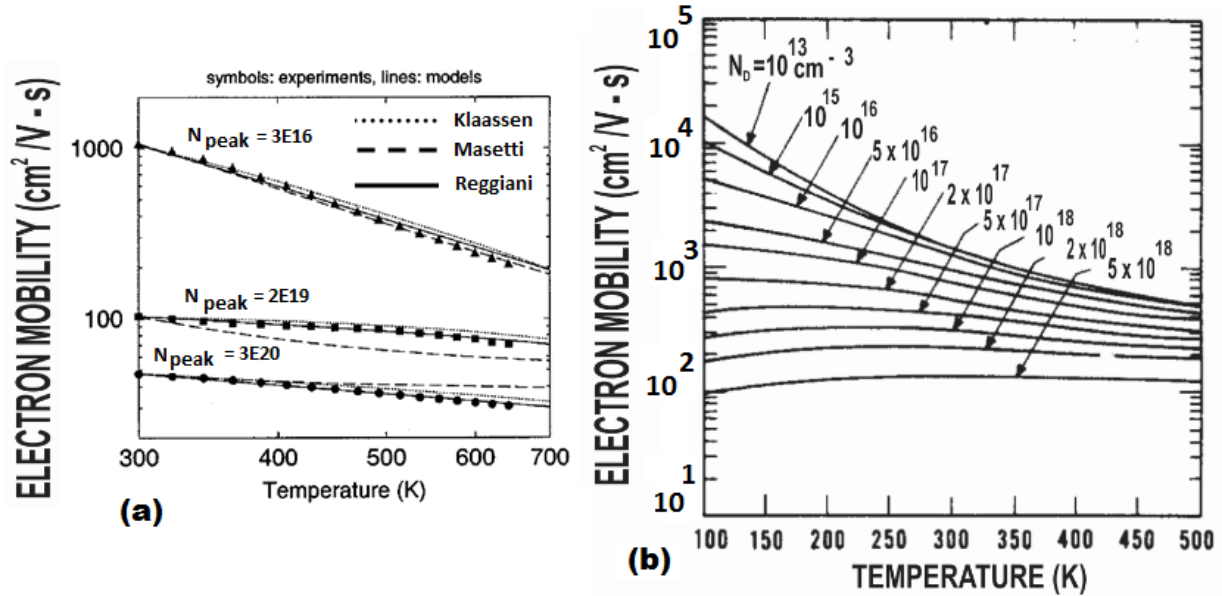 symbols: experiments, lines: models
ELECTRON MOBILITY (cm²/V · s)
1000
100
N peak = 3E16
Klaassen
Masetti
Reggiani
N peak = 2E19
N peak = 3E20
300
400
500
600
700
Temperature (K)
(a)
ELECTRON MOBILITY (cm²/V · s)
10⁵
10⁴
10³
10²
10¹
N_D=10¹³cm⁻³
10¹⁵
10¹⁶
5 x 10¹⁶
10¹⁷
2 x 10¹⁷
5 x 10¹⁷
10¹⁸
2 x 10¹⁸
5 x 10¹⁸
100 150 200 250 300 350 400 450 500
TEMPERATURE (K)
(b)